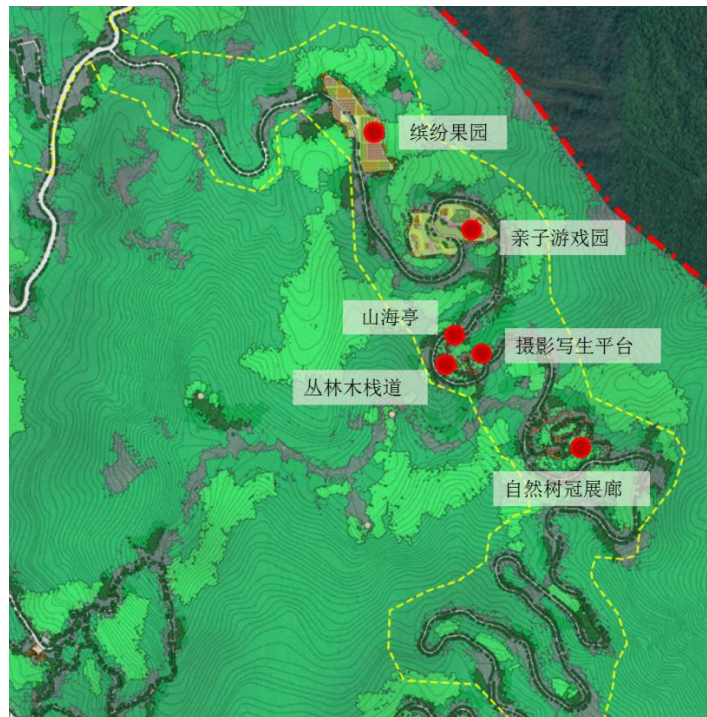 缤纷果园
亲子游戏园
山海亭
摄影写生平台
丛林木栈道
自然树冠展廊